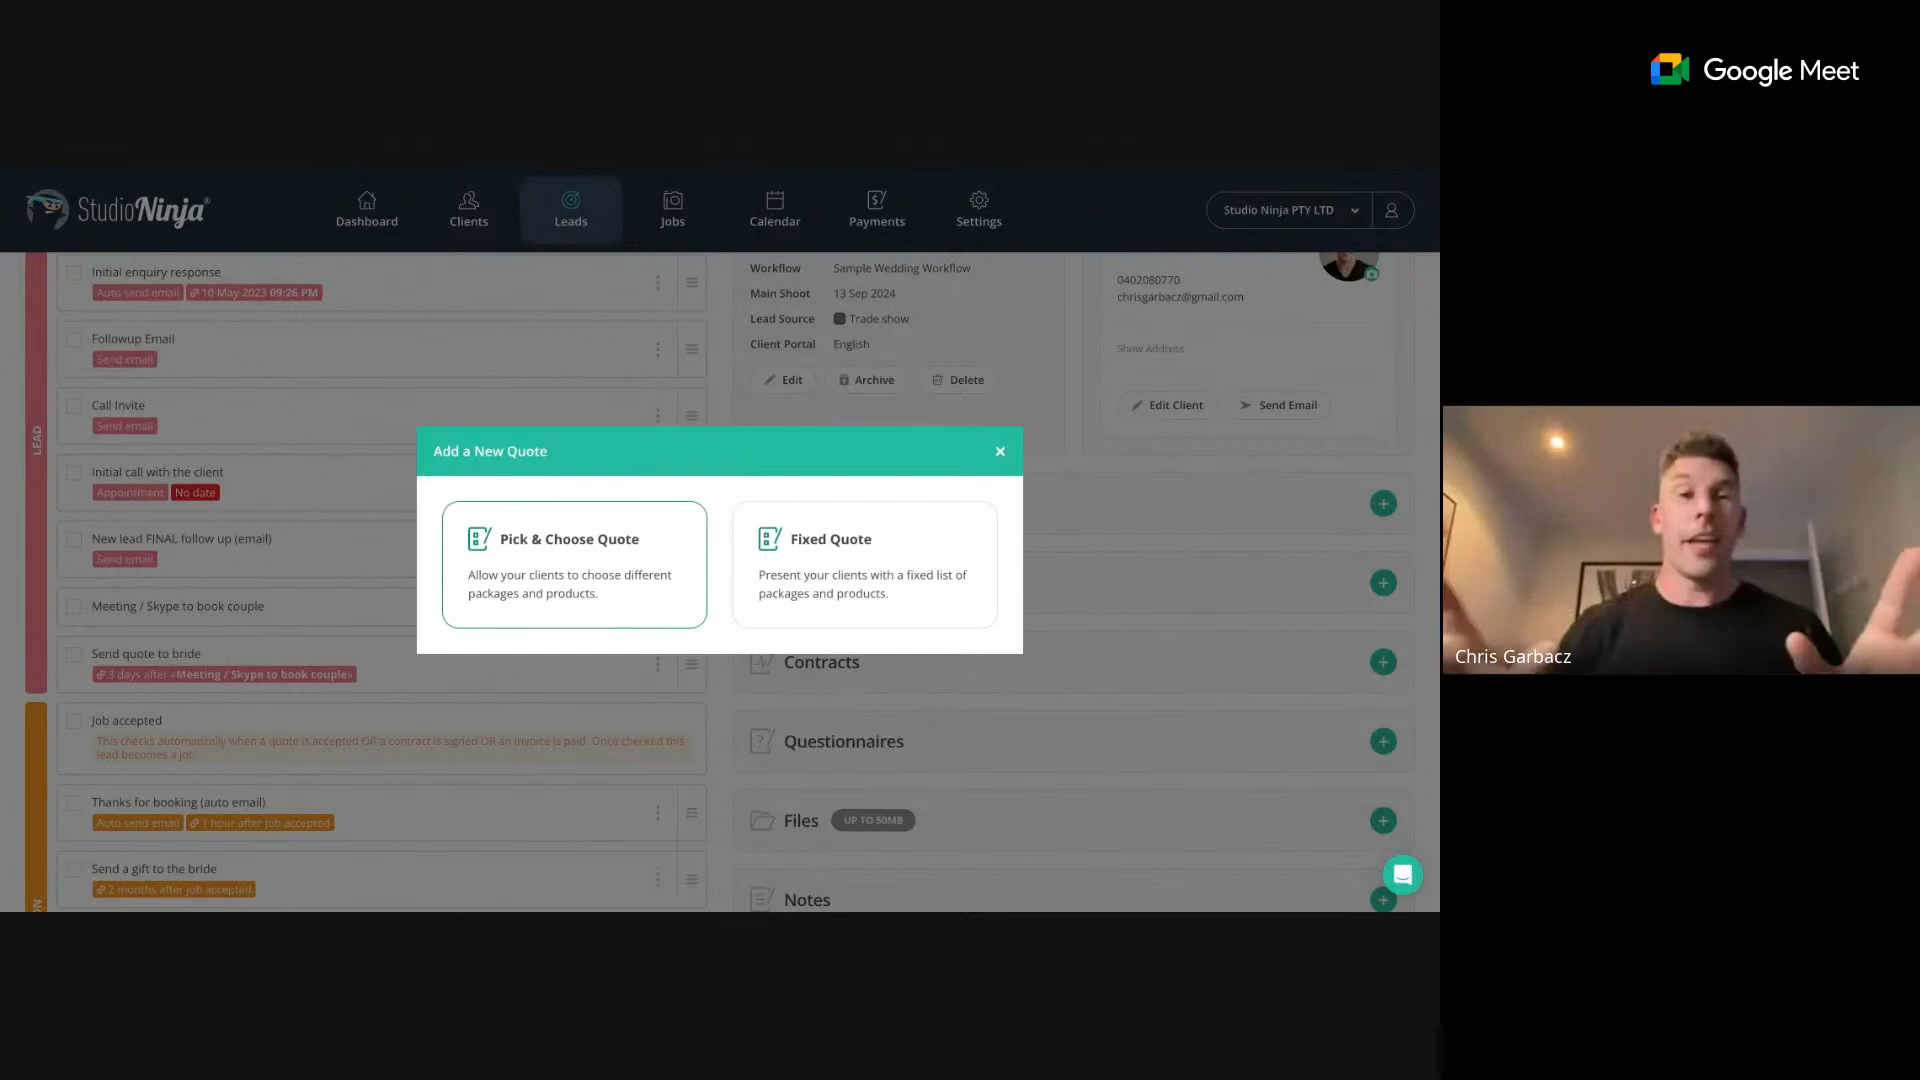 Google Meet
StudioNinja®
Dashboard
Clients
Leads
Jobs
Calendar
Payments
Settings
Studio Ninja PTY LTD
LEAD
Initial enquiry response
Auto send email
10 May 2023 09:26 PM
Followup Email
Send email
Call Invite
Send email
Initial call with the client
Appointment
No date
New lead FINAL follow up (email)
Send email
Meeting / Skype to book couple
Send quote to bride
3 days after «Meeting / Skype to book couple»
Job accepted
This checks automatically when a quote is accepted OR a contract is signed OR an invoice is paid. Once checked this
lead becomes a job.
Thanks for booking (auto email)
Auto send email
1 hour after job accepted
Send a gift to the bride
2 months after job accepted
Workflow Sample Wedding Workflow
Main Shoot 13 Sep 2024
Lead Source Trade show
Client Portal English
Edit
Archive
Delete
0402080770
chrisgarbacz@gmail.com
Show Address
Edit Client
Send Email
Add a New Quote
Pick & Choose Quote
Allow your clients to choose different
packages and products.
Fixed Quote
Present your clients with a fixed list of
packages and products.
Contracts
Questionnaires
Files
UP TO 50MB
Notes
Chris Garbacz